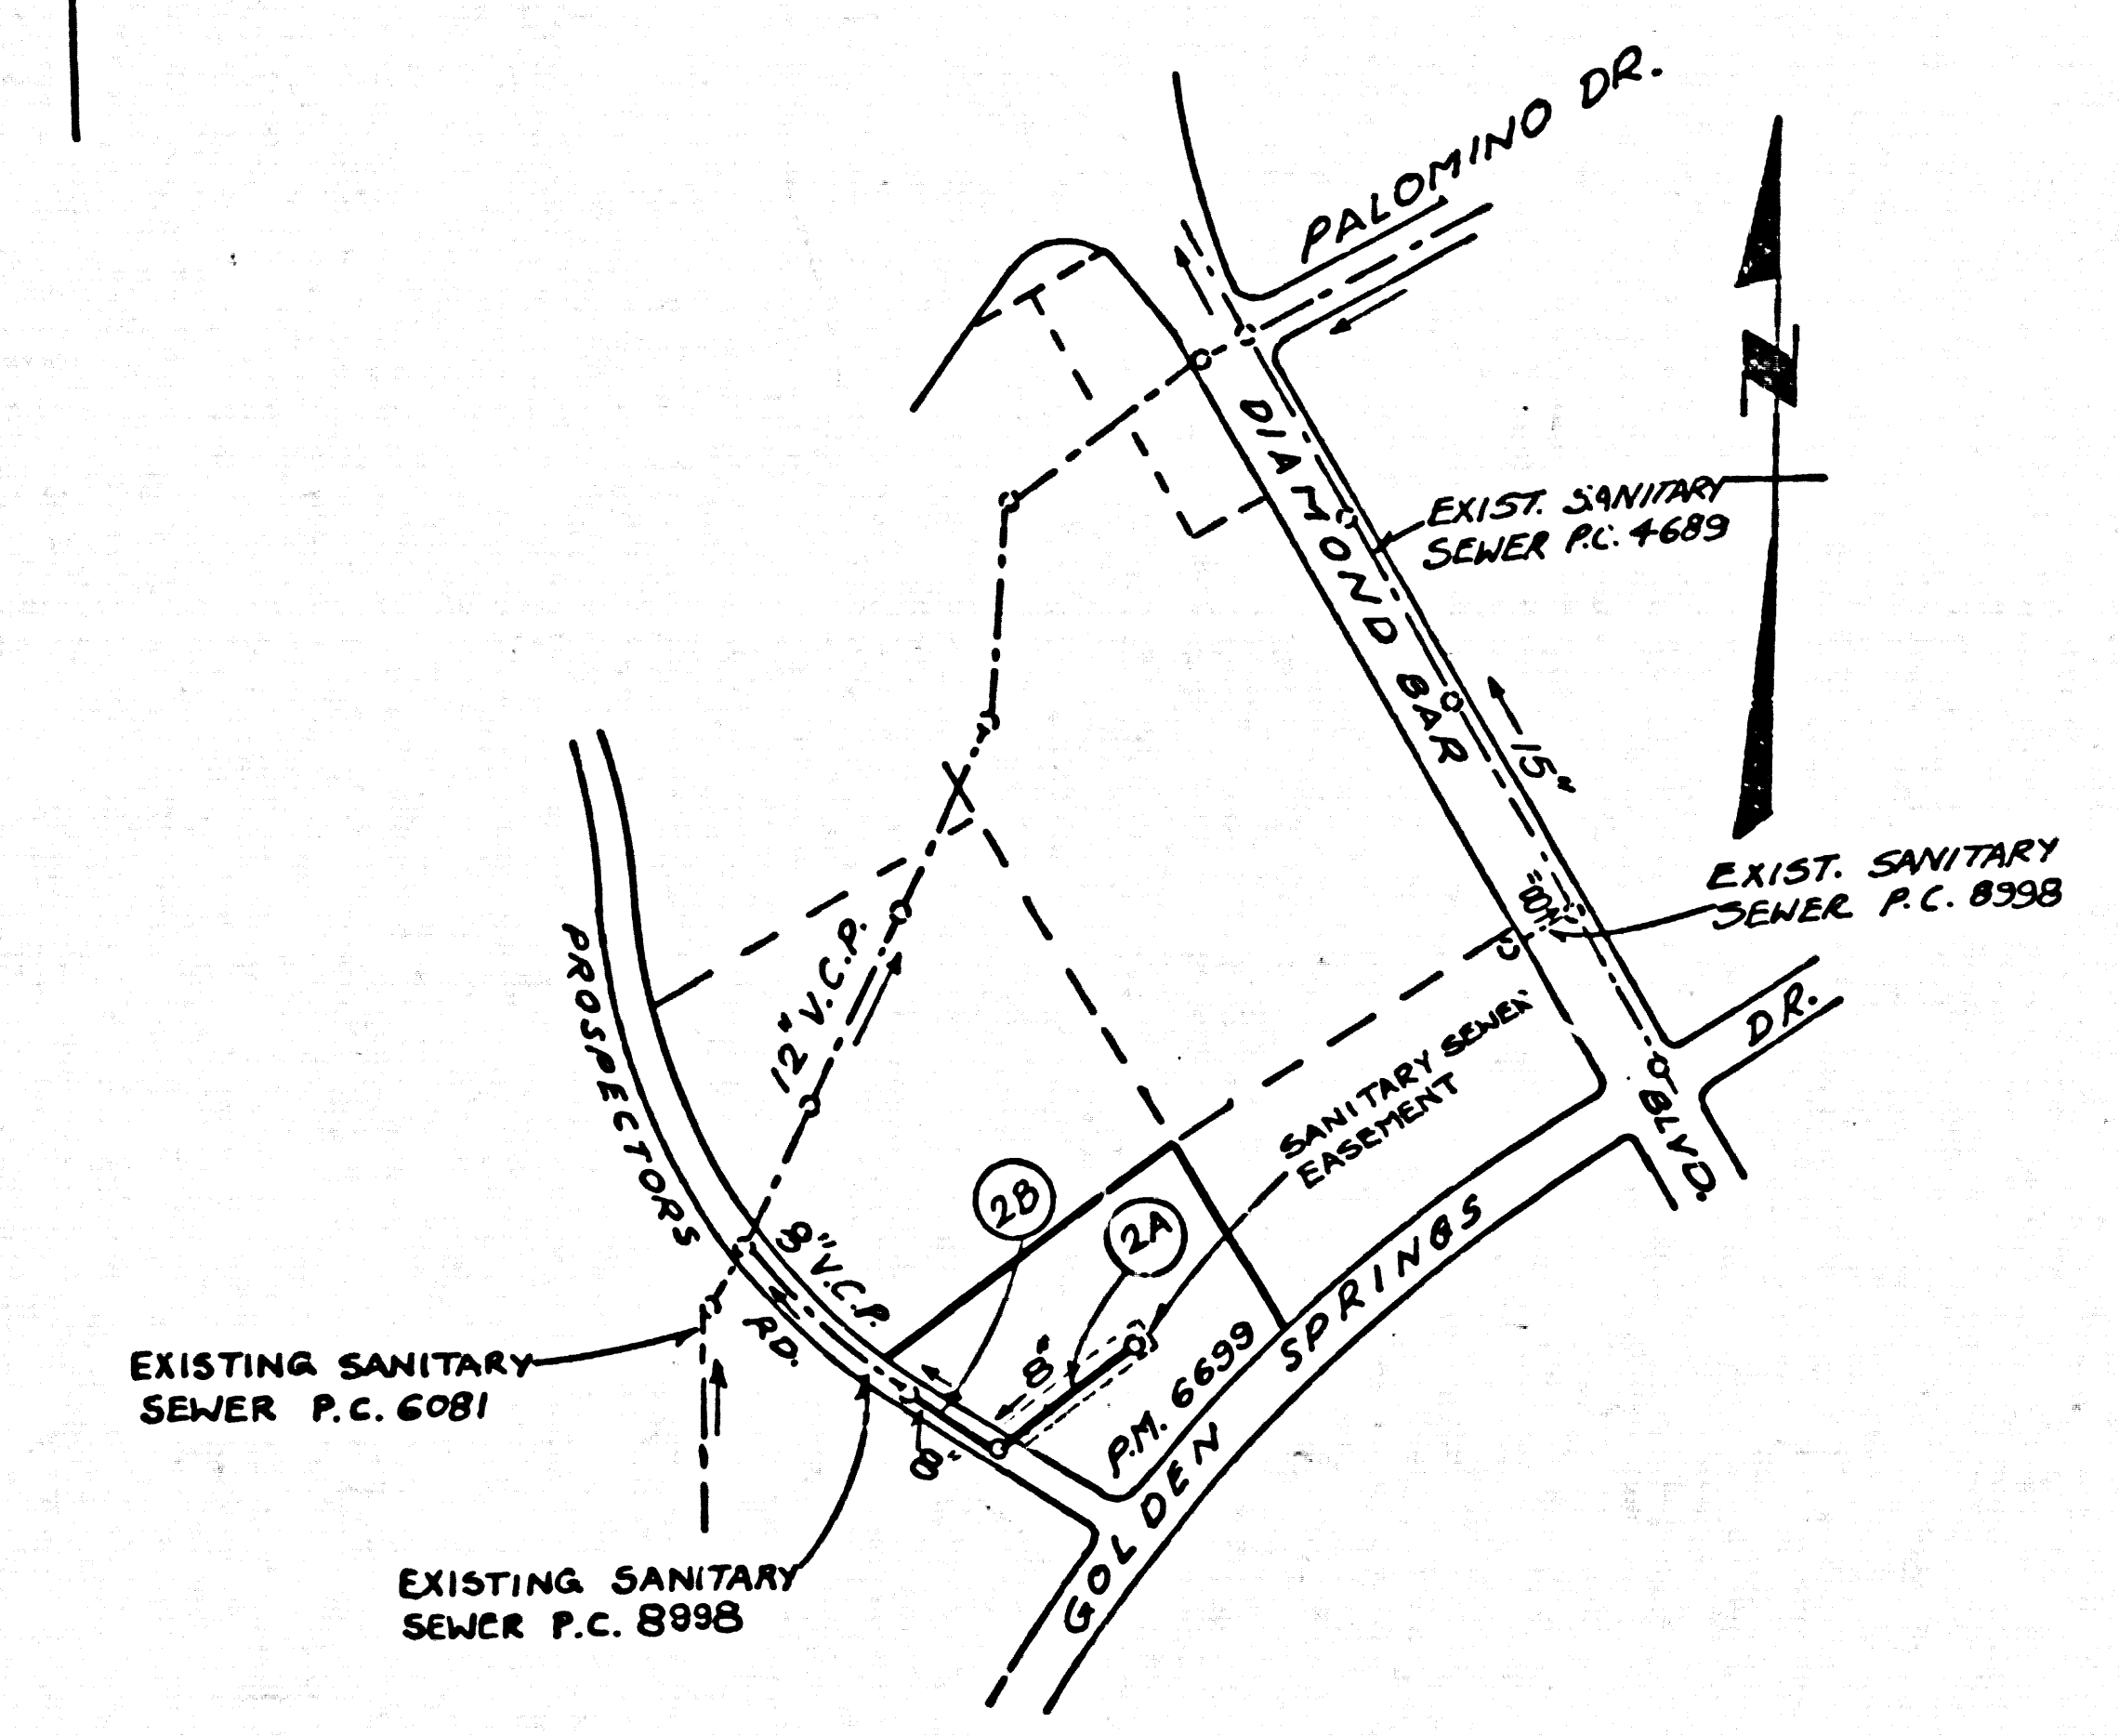 PALOMINO DR.
N
DIAMOND BAR
BLVD.
EXIST. SANITARY
SEWER P.C. 4689
15"
EXIST. SANITARY
SEWER P.C. 8998
8"
DR.
PROSPECTORS
RD.
12" V.C.P.
SANITARY SEWER
EASEMENT
2B
2A
8" V.C.P.
8"
8"
P.M. 6699
GOLDEN SPRINGS
EXISTING SANITARY
SEWER P.C. 6081
EXISTING SANITARY
SEWER P.C. 8998